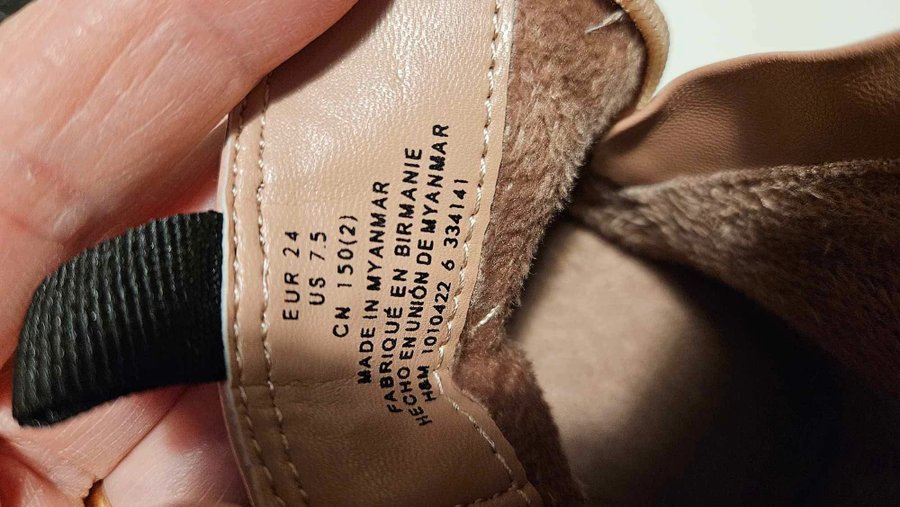 EUR 24
US 7.5
CN 150(2)
MADE IN MYANMAR
FABRIQUÉ EN BIRMANIE
HECHO EN UNIÓN DE MYANMAR
H&M 1010422 6 334141